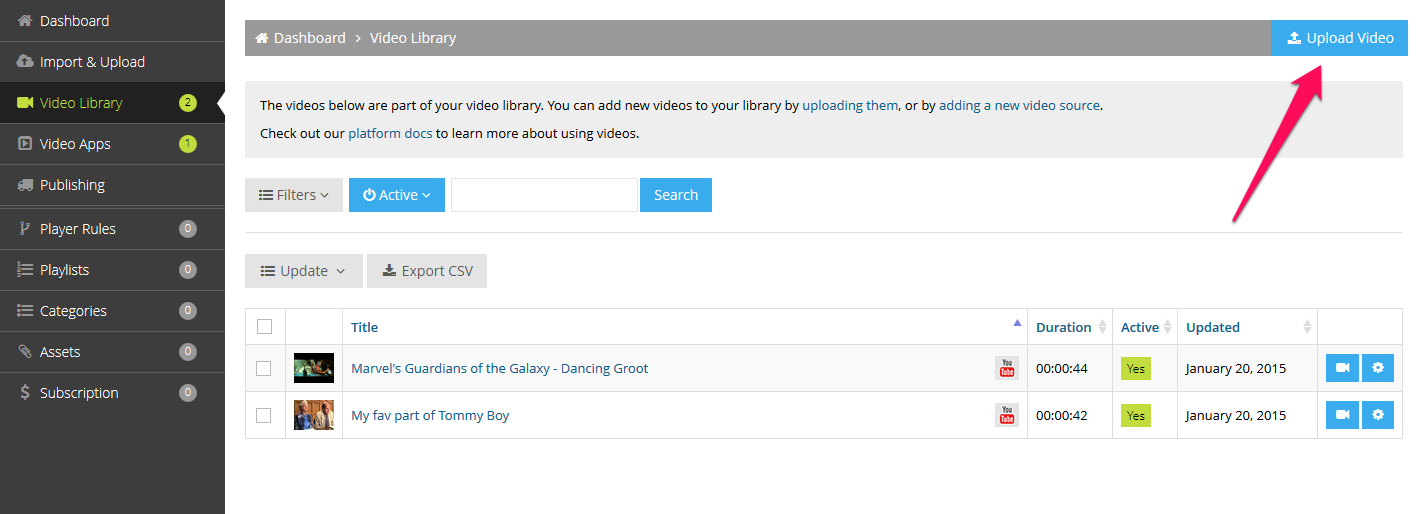 Dashboard
Import & Upload
Video Library 2
Video Apps 1
Publishing
Player Rules 0
Playlists 0
Categories 0
Assets 0
Subscription 0
Dashboard > Video Library
Upload Video
The videos below are part of your video library. You can add new videos to your library by uploading them, or by adding a new video source.
Check out our platform docs to learn more about using videos.
Filters Active Search
Update Export CSV
Title Duration Active Updated
Marvel's Guardians of the Galaxy - Dancing Groot You Tube 00:00:44 Yes January 20, 2015
My fav part of Tommy Boy You Tube 00:00:42 Yes January 20, 2015